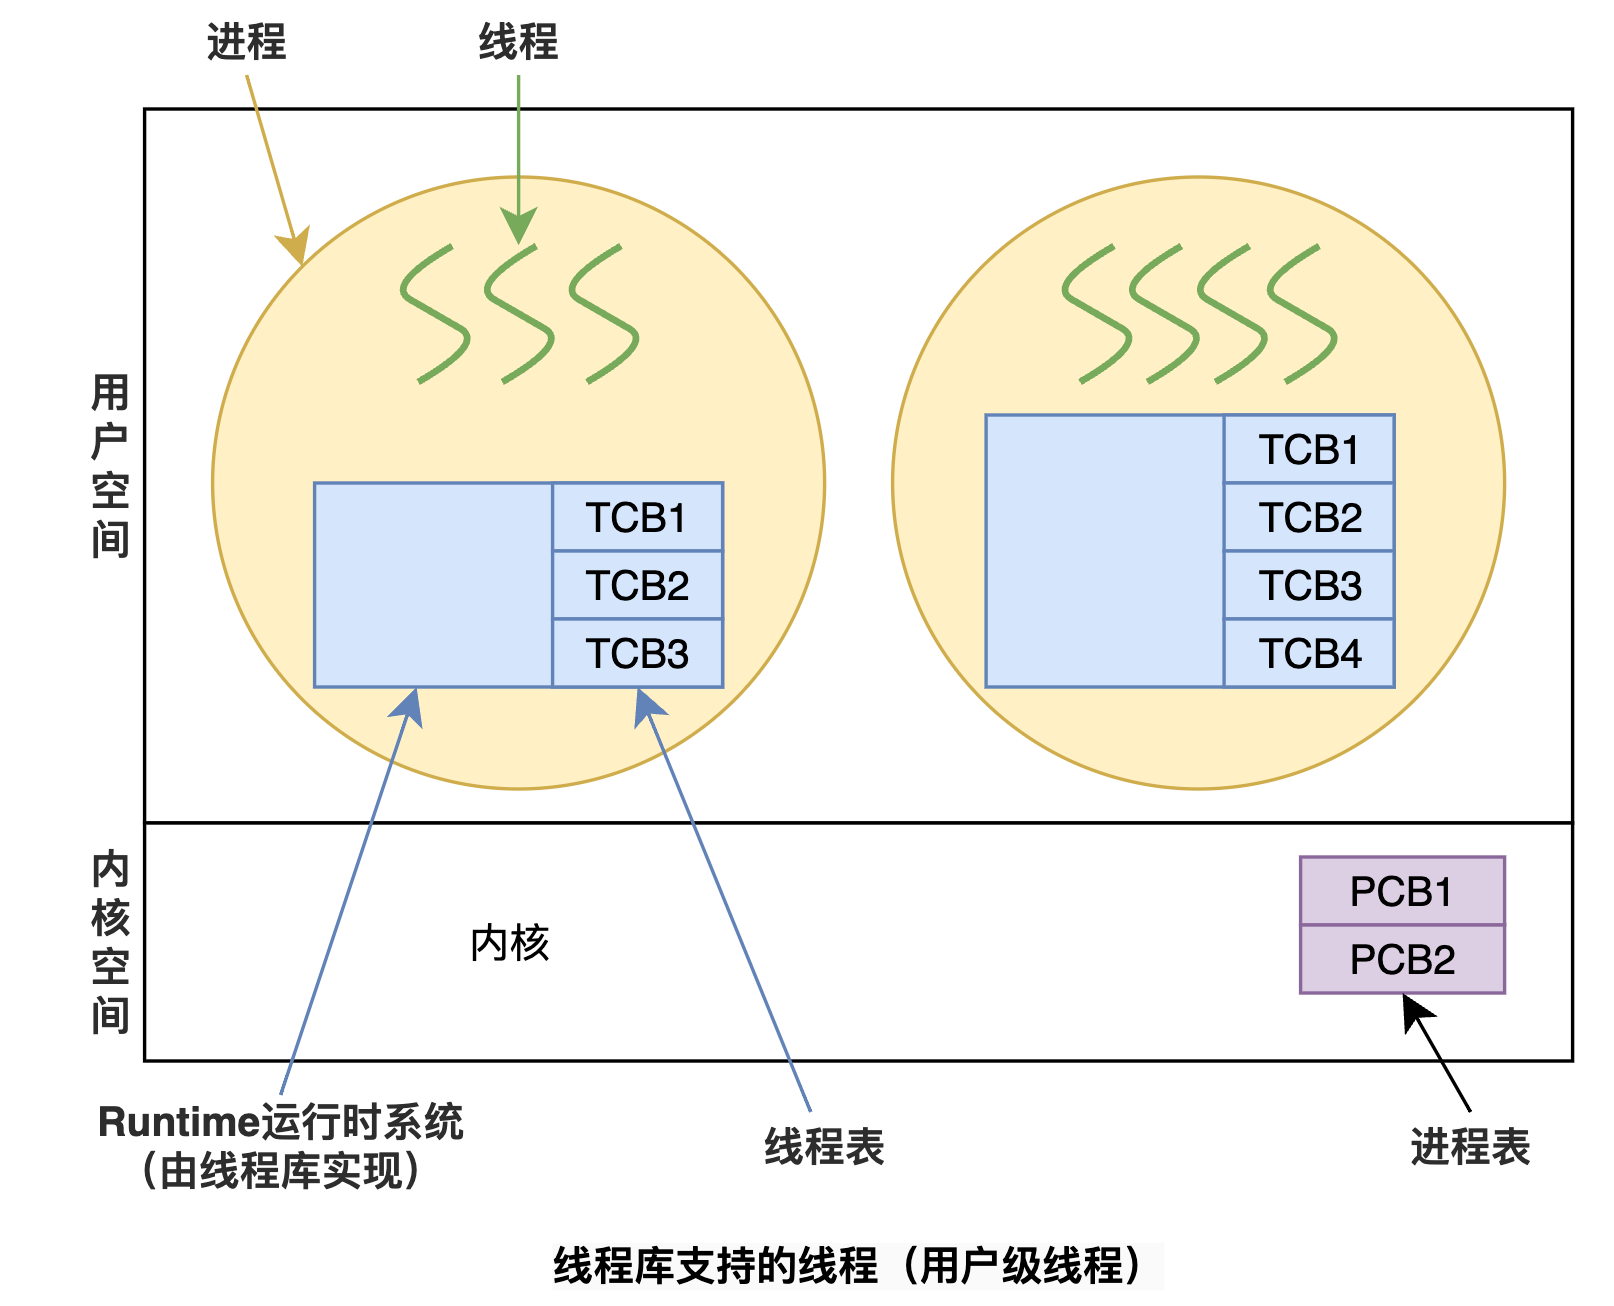 进程
线程
用户空间
TCB1
TCB2
TCB3
TCB1
TCB2
TCB3
TCB4
内核空间
内核
PCB1
PCB2
Runtime运行时系统
（由线程库实现）
线程表
进程表
线程库支持的线程（用户级线程）